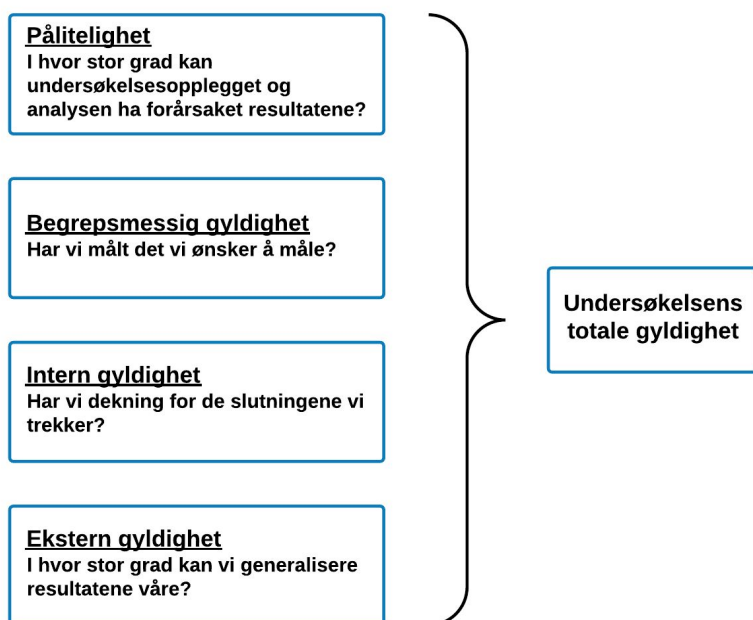 Pålitelighet
I hvor stor grad kan
undersøkelsesopplegget og
analysen ha forårsaket resultatene?
Begrepsmessig gyldighet
Har vi målt det vi ønsker å måle?
Intern gyldighet
Har vi dekning for de slutningene vi
trekker?
Ekstern gyldighet
I hvor stor grad kan vi generalisere
resultatene våre?
Undersøkelsens
totale gyldighet